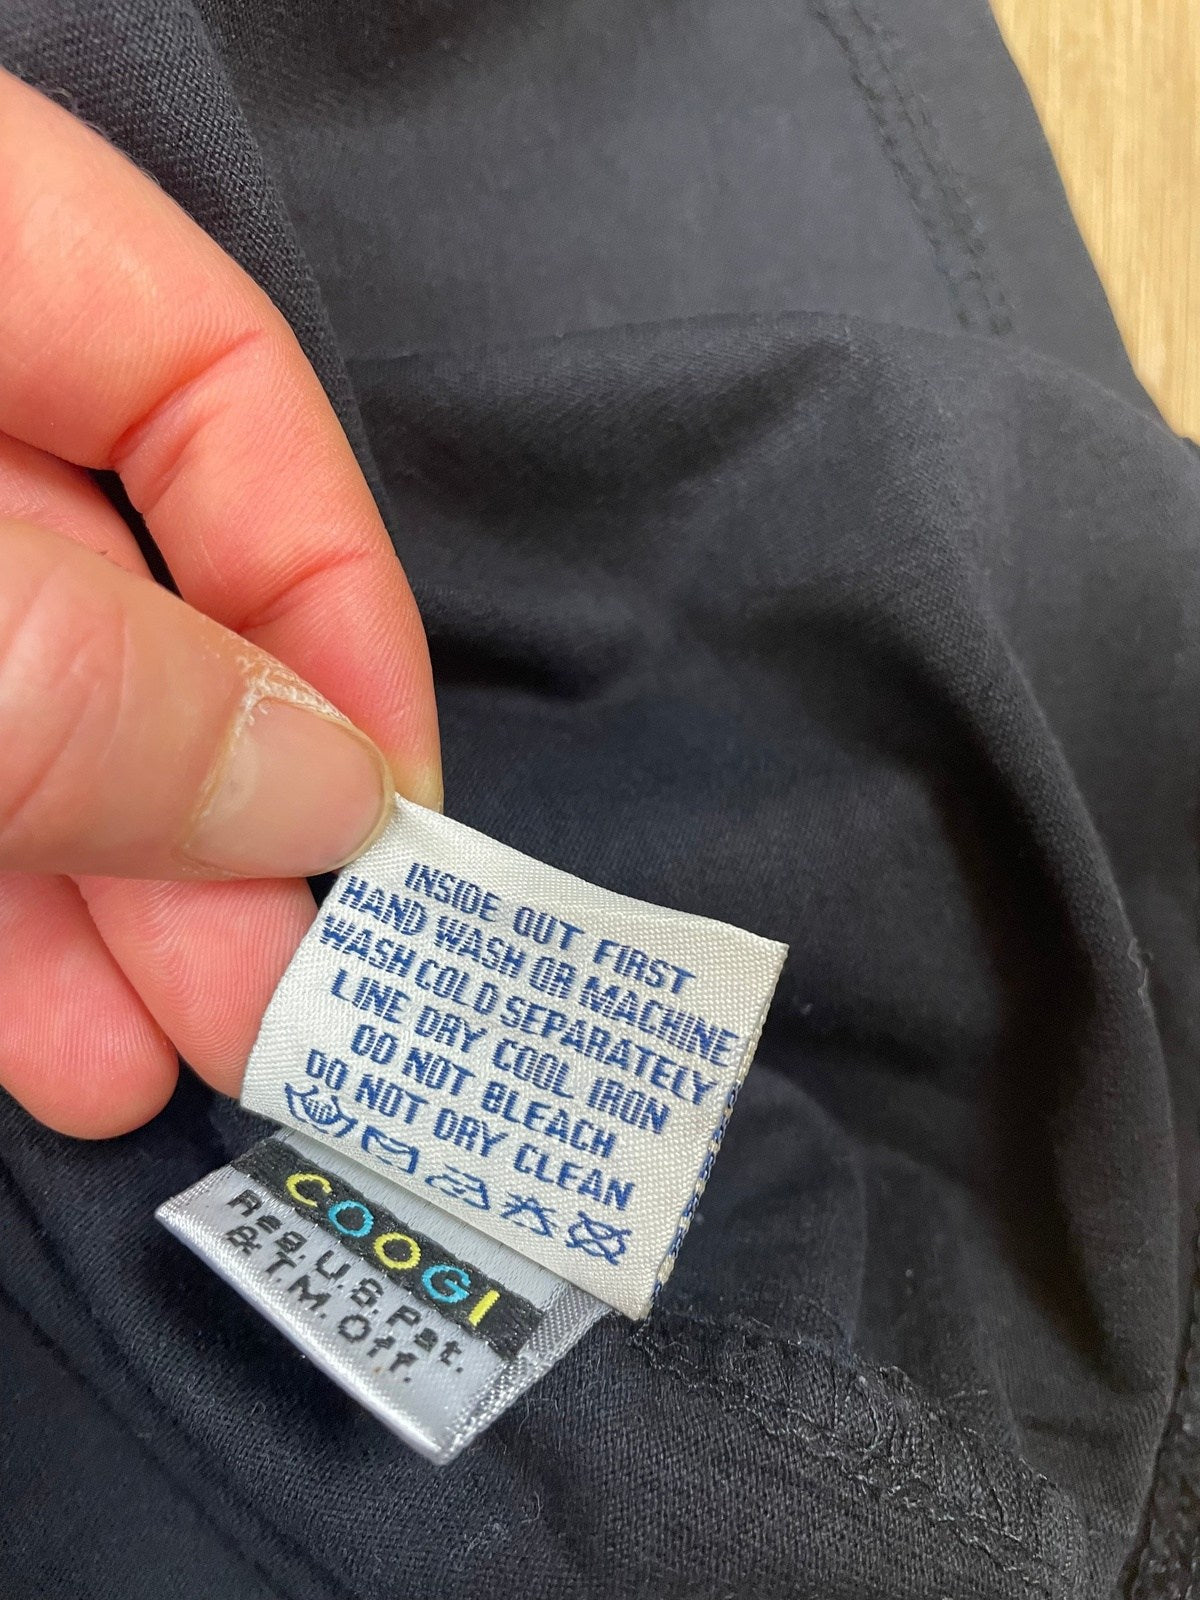 INSIDE OUT FIRST
HAND WASH OR MACHINE
WASH COLD SEPARATELY
LINE DRY COOL IRON
DO NOT BLEACH
DO NOT DRY CLEAN
COOGI
Reg. U.S. Pat.
& T.M. Off.